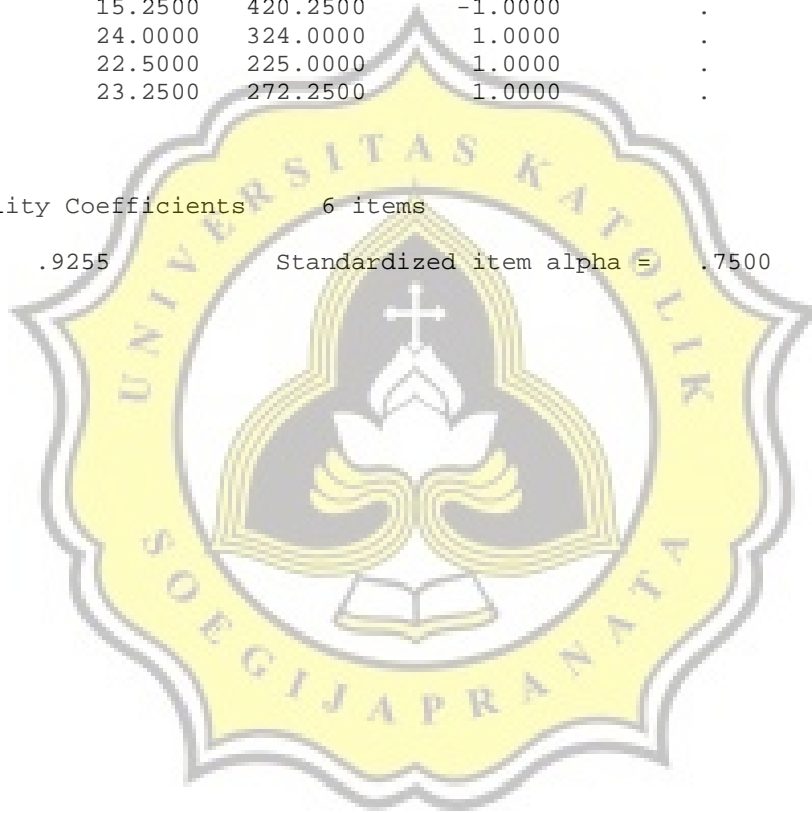 15.2500 420.2500 -1.0000 .
24.0000 324.0000 1.0000 .
22.5000 225.0000 1.0000 .
23.2500 272.2500 1.0000 .
lity Coefficients 6 items
.9255 Standardized item alpha = .7500
UNIVERSITAS KATOLIK
SOEGIJAPRANATA